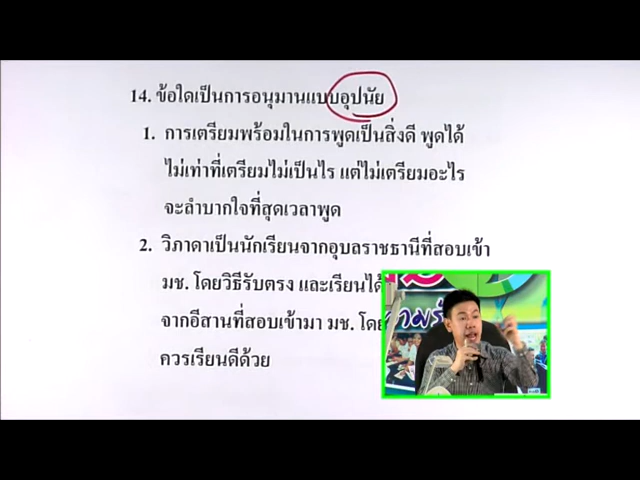 14. ข้อใดเป็นการอนุมานแบบอุปนัย
1. การเตรียมพร้อมในการพูดเป็นสิ่งดี พูดได้
ไม่เท่าที่เตรียมไม่เป็นไร แต่ไม่เตรียมอะไร
จะลำบากใจที่สุดเวลาพูด
2. วิภาดาเป็นนักเรียนจากอุบลราชธานีที่สอบเข้า
มช. โดยวิธีรับตรง และเรียนได้
จากอีสานที่สอบเข้ามา มช.
ควรเรียนดีด้วย